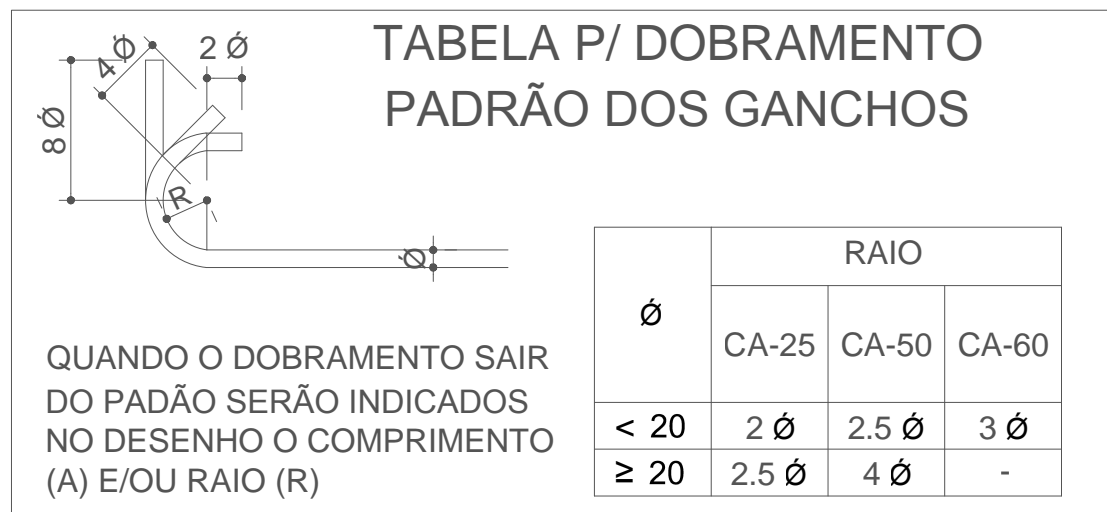 TABELA P/ DOBRAMENTO
PADRÃO DOS GANCHOS
4 Ǿ
2 Ǿ
8 Ǿ
R
Ǿ
QUANDO O DOBRAMENTO SAIR
DO PADÃO SERÃO INDICADOS
NO DESENHO O COMPRIMENTO
(A) E/OU RAIO (R)
Ǿ
RAIO
CA-25 CA-50 CA-60
< 20 2 Ǿ 2.5 Ǿ 3 Ǿ
≥ 20 2.5 Ǿ 4 Ǿ -